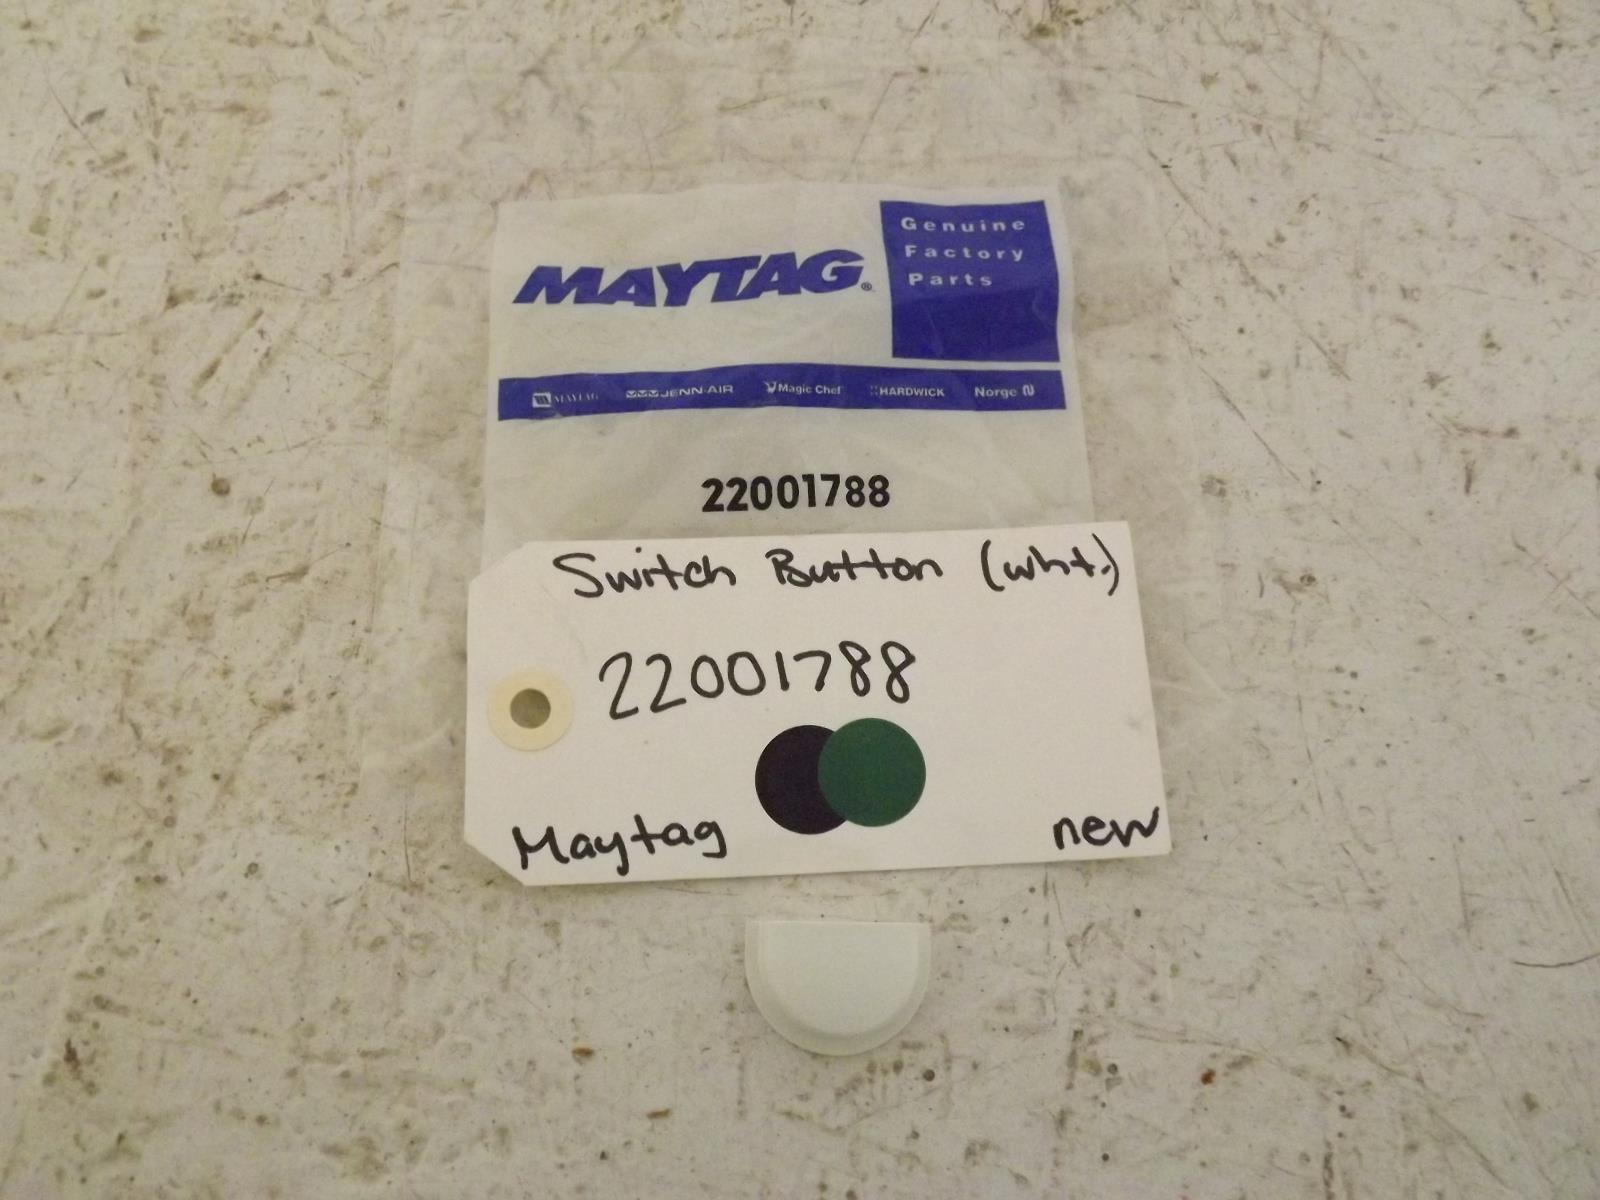 MAYTAG®
Genuine
Factory
Parts
MAYTAG JENN-AIR Magic Chef HARDWICK Norge
22001788
Switch Button (wht.)
22001788
Maytag new